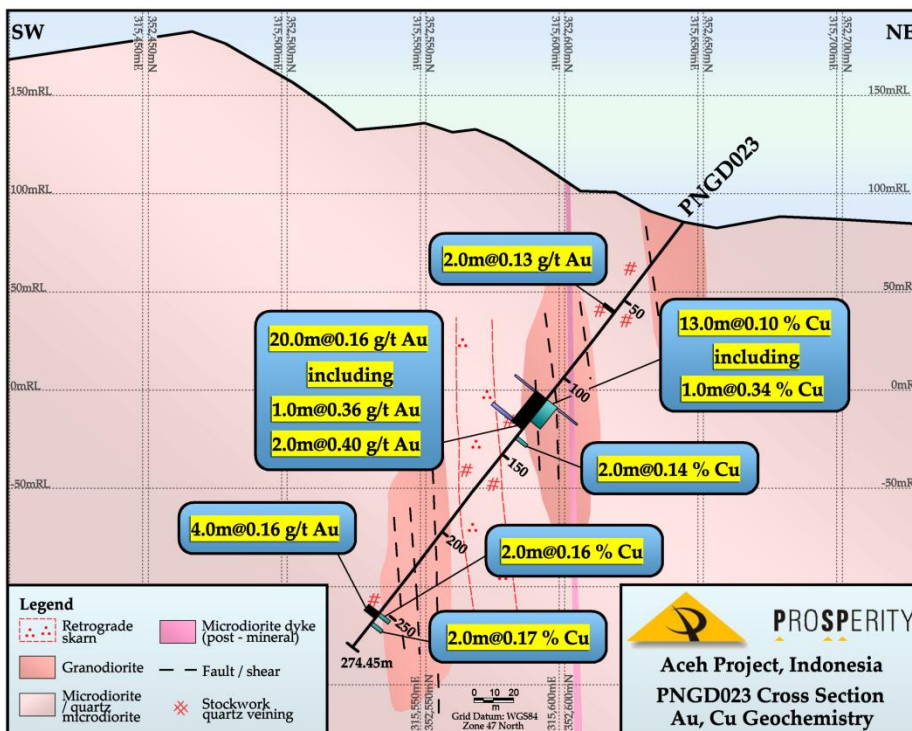 SW
NE
315,450mE
352,450mN
315,500mE
352,500mN
315,550mE
352,550mN
315,600mE
352,600mN
315,650mE
352,650mN
315,700mE
352,700mN
150mRL
150mRL
100mRL
100mRL
50mRL
50mRL
0mRL
0mRL
-50mRL
-50mRL
PNGD023
50
100
150
200
250
274.45m
2.0m@0.13 g/t Au
20.0m@0.16 g/t Au
including
1.0m@0.36 g/t Au
2.0m@0.40 g/t Au
13.0m@0.10 % Cu
including
1.0m@0.34 % Cu
2.0m@0.14 % Cu
4.0m@0.16 g/t Au
2.0m@0.16 % Cu
2.0m@0.17 % Cu
Legend
Retrograde
skarn
Granodiorite
Microdiorite
/ quartz
microdiorite
Microdiorite dyke
(post - mineral)
Fault / shear
Stockwork
quartz veining
315,550mE
352,550mN
0 10 20
m
Grid Datum: WGS84
Zone 47 North
315,600mE
352,600mN
PROSPERITY
Aceh Project, Indonesia
PNGD023 Cross Section
Au, Cu Geochemistry